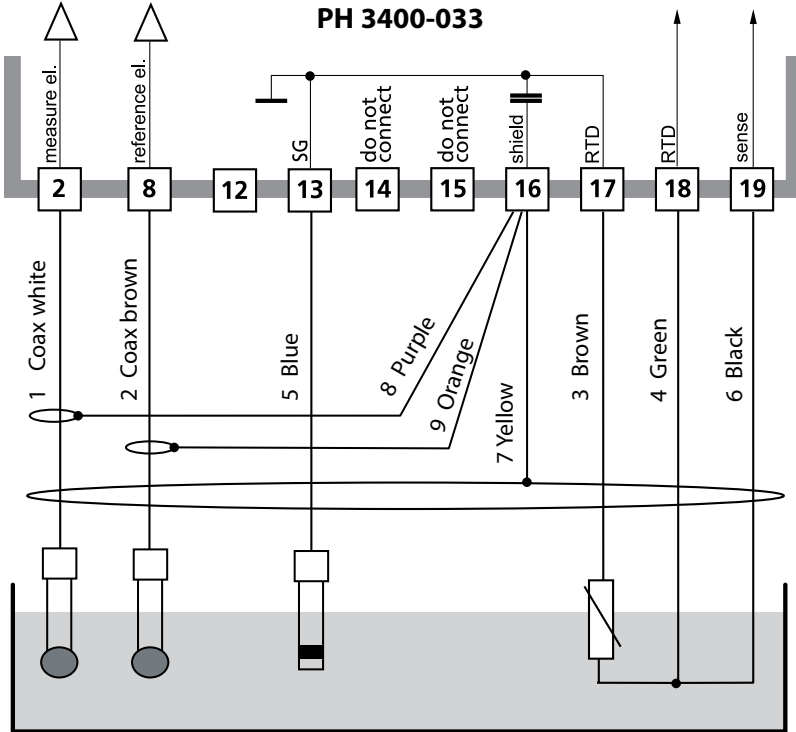 PH 3400-033
measure el.
reference el.
SG
do not
connect
do not
connect
shield
RTD
RTD
sense
2
8
12
13
14
15
16
17
18
19
1 Coax white
2 Coax brown
5 Blue
8 Purple
9 Orange
7 Yellow
3 Brown
4 Green
6 Black